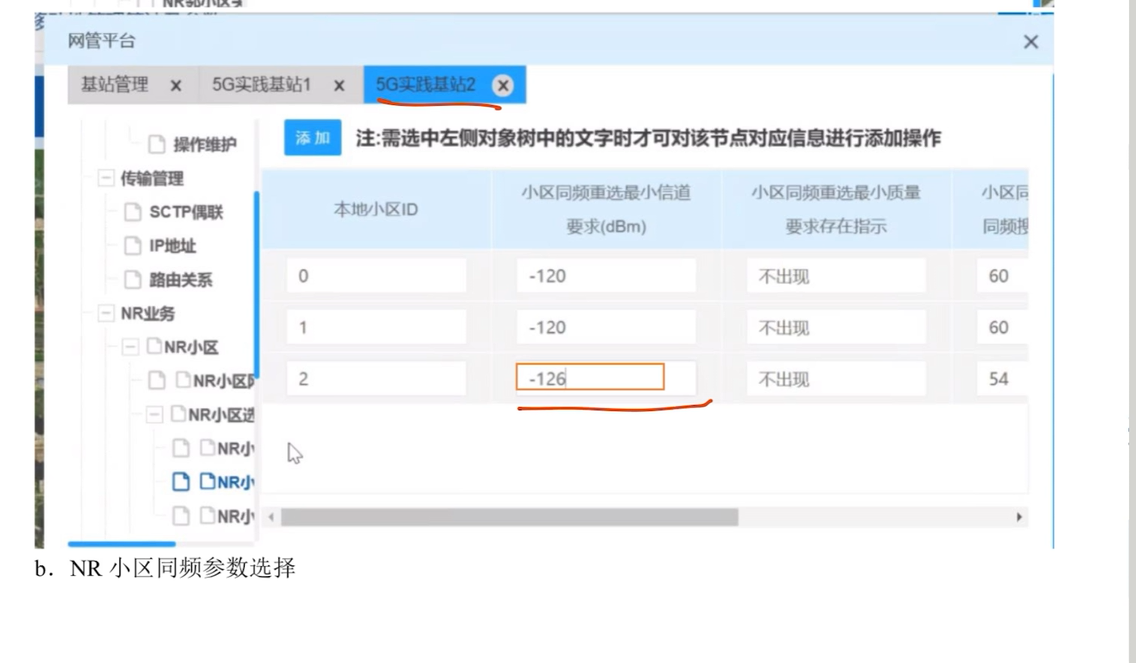 网管平台
基站管理 x 5G实践基站1 x 5G实践基站2 x
添加 注:需选中左侧对象树中的文字时才可对该节点对应信息进行添加操作
操作维护
传输管理
SCTP偶联
IP地址
路由关系
NR业务
NR小区
NR小区
NR小区选
NR小
NR小
NR小
本地小区ID 小区同频重选最小信道要求(dBm) 小区同频重选最小质量要求存在指示 小区同 同频搜
0 -120 不出现 60
1 -120 不出现 60
2 -126 不出现 54
b．NR 小区同频参数选择